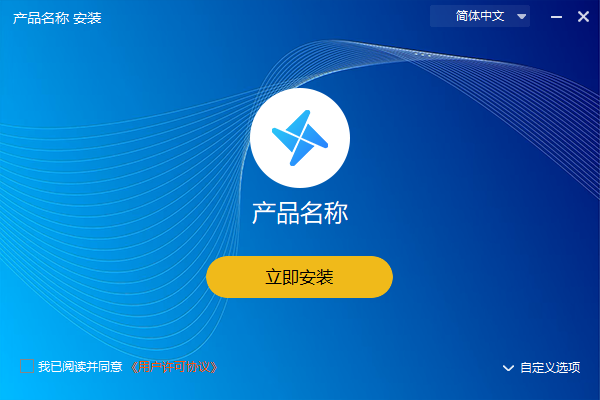 产品名称 安装
简体中文
产品名称
立即安装
我已阅读并同意 《用户许可协议》
自定义选项